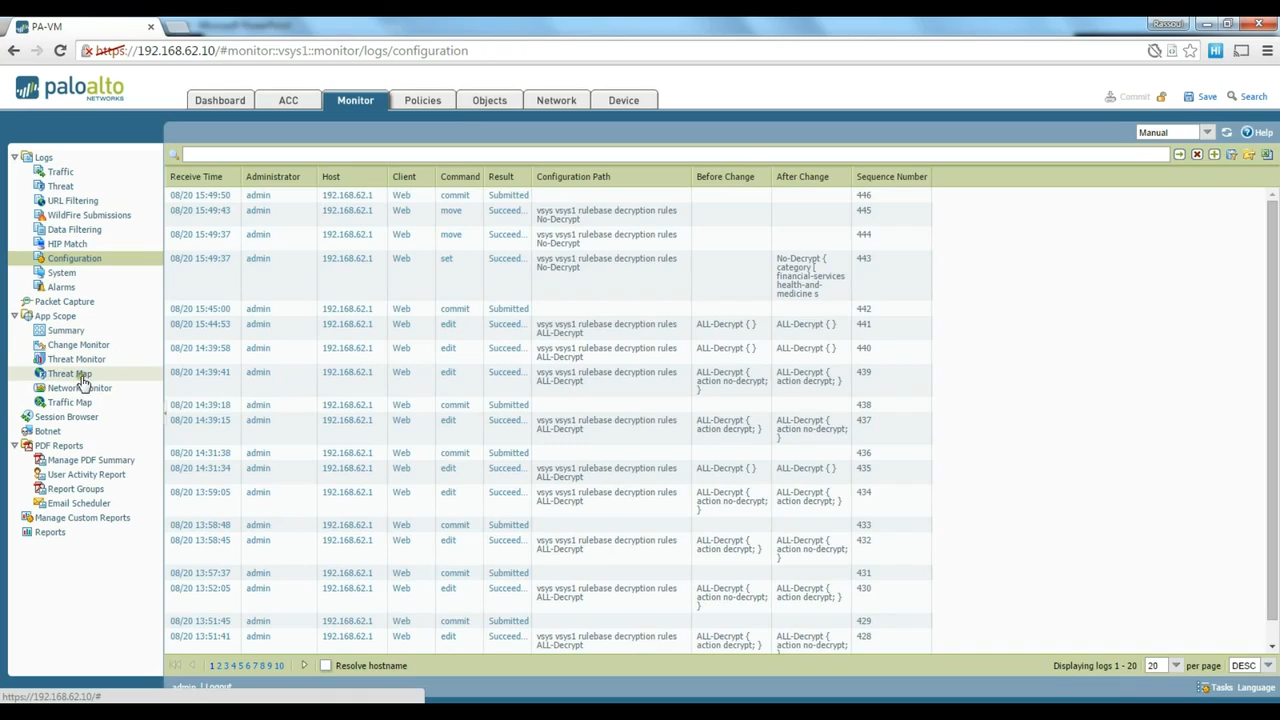 PA-VM
Rassoul
https://192.168.62.10/#monitor::vsys1::monitor/logs/configuration
paloalto
NETWORKS
Dashboard ACC Monitor Policies Objects Network Device
Commit Save Search
Manual Help
Logs
Traffic
Threat
URL Filtering
WildFire Submissions
Data Filtering
HIP Match
Configuration
System
Alarms
Packet Capture
App Scope
Summary
Change Monitor
Threat Monitor
Threat Map
Network Monitor
Traffic Map
Session Browser
Botnet
PDF Reports
Manage PDF Summary
User Activity Report
Report Groups
Email Scheduler
Manage Custom Reports
Reports
Receive Time Administrator Host Client Command Result Configuration Path Before Change After Change Sequence Number
08/20 15:49:50 admin 192.168.62.1 Web commit Submitted 446
08/20 15:49:43 admin 192.168.62.1 Web move Succeed... vsys vsys1 rulebase decryption rules 445
No-Decrypt
08/20 15:49:37 admin 192.168.62.1 Web move Succeed... vsys vsys1 rulebase decryption rules 444
No-Decrypt
08/20 15:49:37 admin 192.168.62.1 Web set Succeed... vsys vsys1 rulebase decryption rules No-Decrypt { 443
No-Decrypt category [
financial-services
health-and-
medicine s
08/20 15:45:00 admin 192.168.62.1 Web commit Submitted 442
08/20 15:44:53 admin 192.168.62.1 Web edit Succeed... vsys vsys1 rulebase decryption rules ALL-Decrypt { } ALL-Decrypt { } 441
ALL-Decrypt
08/20 14:39:58 admin 192.168.62.1 Web edit Succeed... vsys vsys1 rulebase decryption rules ALL-Decrypt { } ALL-Decrypt { } 440
ALL-Decrypt
08/20 14:39:41 admin 192.168.62.1 Web edit Succeed... vsys vsys1 rulebase decryption rules ALL-Decrypt { ALL-Decrypt { 439
ALL-Decrypt action no-decrypt; action decrypt; }
}
08/20 14:39:18 admin 192.168.62.1 Web commit Submitted 438
08/20 14:39:15 admin 192.168.62.1 Web edit Succeed... vsys vsys1 rulebase decryption rules ALL-Decrypt { ALL-Decrypt { 437
ALL-Decrypt action decrypt; } action no-decrypt;
}
08/20 14:31:38 admin 192.168.62.1 Web commit Submitted 436
08/20 14:31:34 admin 192.168.62.1 Web edit Succeed... vsys vsys1 rulebase decryption rules ALL-Decrypt { } ALL-Decrypt { } 435
ALL-Decrypt
08/20 13:59:05 admin 192.168.62.1 Web edit Succeed... vsys vsys1 rulebase decryption rules ALL-Decrypt { ALL-Decrypt { 434
ALL-Decrypt action no-decrypt; action decrypt; }
}
08/20 13:58:48 admin 192.168.62.1 Web commit Submitted 433
08/20 13:58:45 admin 192.168.62.1 Web edit Succeed... vsys vsys1 rulebase decryption rules ALL-Decrypt { ALL-Decrypt { 432
ALL-Decrypt action decrypt; } action no-decrypt;
}
08/20 13:57:37 admin 192.168.62.1 Web commit Submitted 431
08/20 13:52:05 admin 192.168.62.1 Web edit Succeed... vsys vsys1 rulebase decryption rules ALL-Decrypt { ALL-Decrypt { 430
ALL-Decrypt action no-decrypt; action decrypt; }
}
08/20 13:51:45 admin 192.168.62.1 Web commit Submitted 429
08/20 13:51:41 admin 192.168.62.1 Web edit Succeed... vsys vsys1 rulebase decryption rules ALL-Decrypt { ALL-Decrypt { 428
ALL-Decrypt action decrypt; } action no-decrypt;
1 2 3 4 5 6 7 8 9 10 Resolve hostname Displaying logs 1 - 20 20 per page DESC
admin | Logout Tasks Language
https://192.168.62.10/#